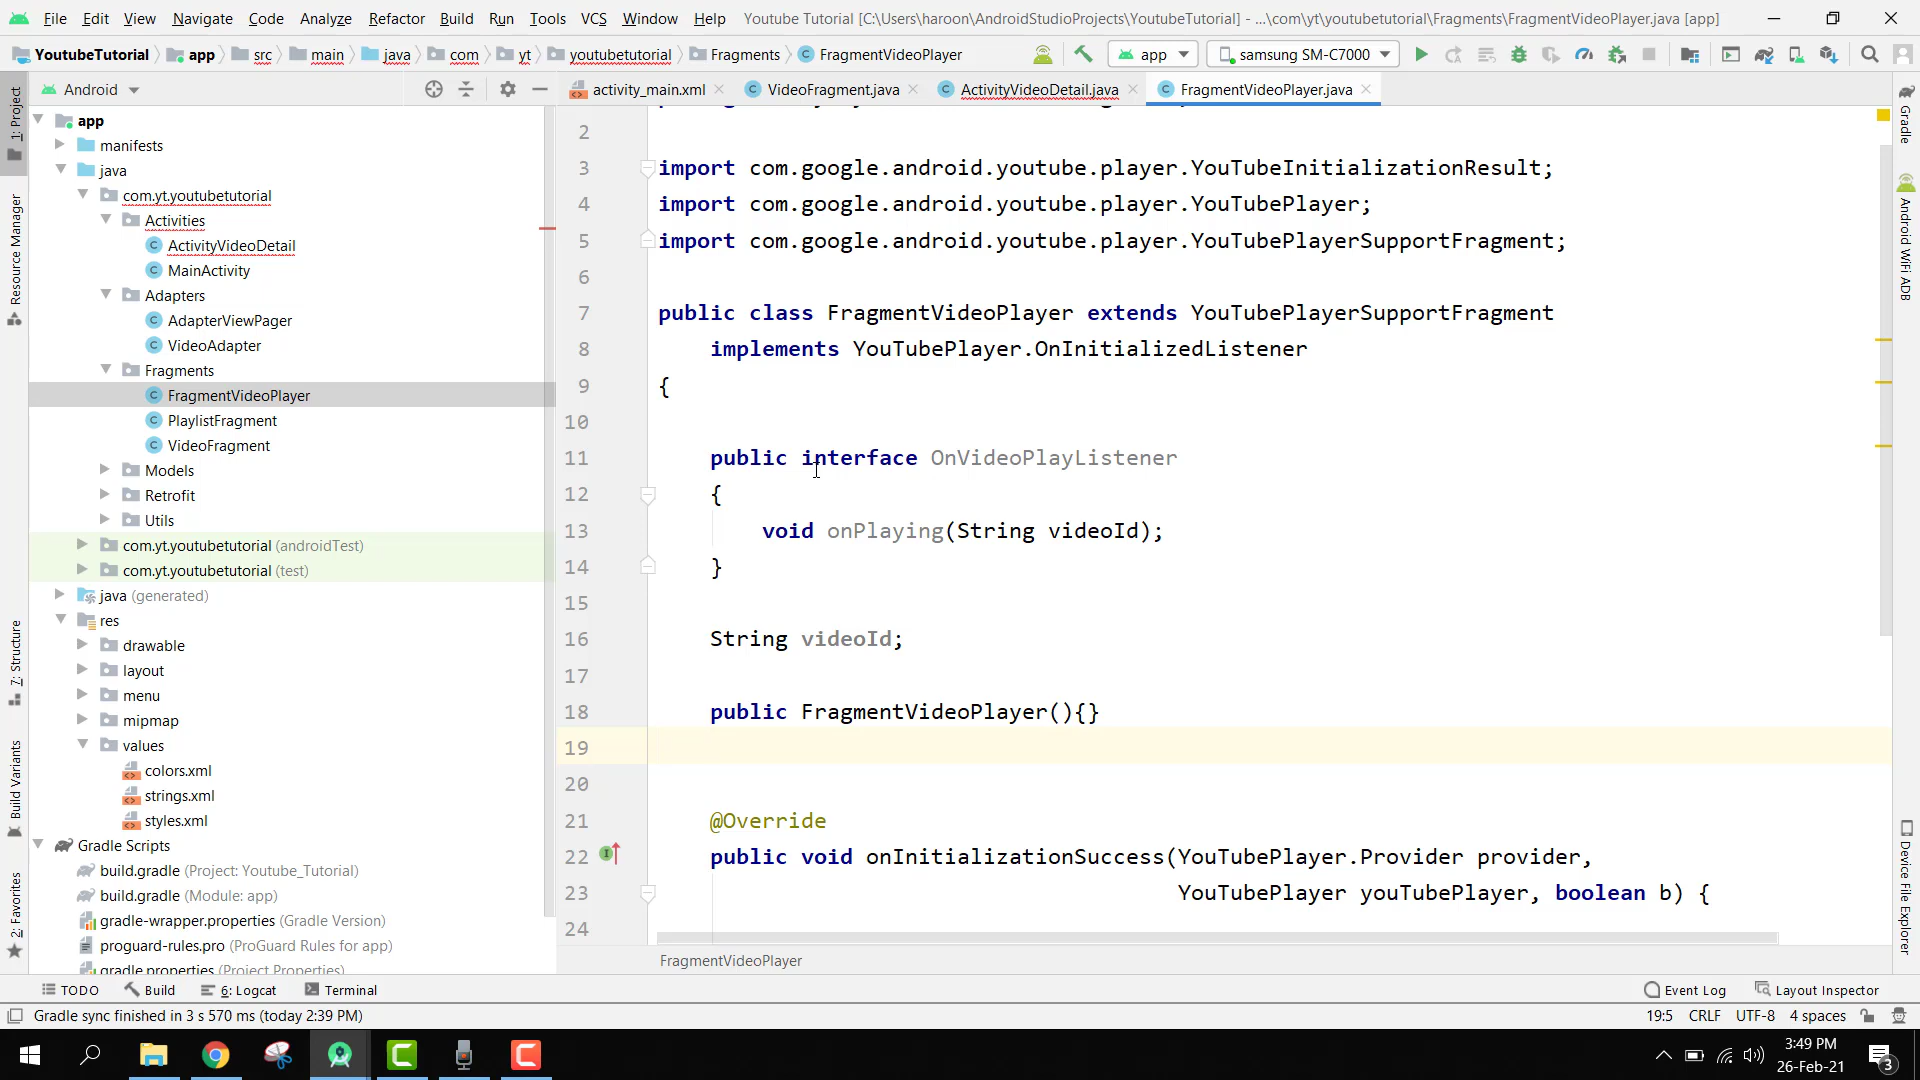 File Edit View Navigate Code Analyze Refactor Build Run Tools VCS Window Help Youtube Tutorial [C:\Users\haroon\AndroidStudioProjects\YoutubeTutorial] - ...\com\yt\youtubetutorial\Fragments\FragmentVideoPlayer.java [app]
YoutubeTutorial app src main java com yt youtubetutorial Fragments FragmentVideoPlayer app samsung SM-C7000
Android activity_main.xml VideoFragment.java ActivityVideoDetail.java FragmentVideoPlayer.java
1: Project
Resource Manager
7: Structure
Build Variants
2: Favorites
app
manifests
java
com.yt.youtubetutorial
Activities
ActivityVideoDetail
MainActivity
Adapters
AdapterViewPager
VideoAdapter
Fragments
FragmentVideoPlayer
PlaylistFragment
VideoFragment
Models
Retrofit
Utils
com.yt.youtubetutorial (androidTest)
com.yt.youtubetutorial (test)
java (generated)
res
drawable
layout
menu
mipmap
values
colors.xml
strings.xml
styles.xml
Gradle Scripts
build.gradle (Project: Youtube_Tutorial)
build.gradle (Module: app)
gradle-wrapper.properties (Gradle Version)
proguard-rules.pro (ProGuard Rules for app)
gradle.properties (Project Properties)
2
3 import com.google.android.youtube.player.YouTubeInitializationResult;
4 import com.google.android.youtube.player.YouTubePlayer;
5 import com.google.android.youtube.player.YouTubePlayerSupportFragment;
6
7 public class FragmentVideoPlayer extends YouTubePlayerSupportFragment
8 implements YouTubePlayer.OnInitializedListener
9 {
10
11 public interface OnVideoPlayListener
12 {
13 void onPlaying(String videoId);
14 }
15
16 String videoId;
17
18 public FragmentVideoPlayer(){}
19
20
21 @Override
22 public void onInitializationSuccess(YouTubePlayer.Provider provider,
23 YouTubePlayer youTubePlayer, boolean b) {
24
FragmentVideoPlayer
Gradle
Android WiFi ADB
Device File Explorer
TODO Build 6: Logcat Terminal Event Log Layout Inspector
Gradle sync finished in 3 s 570 ms (today 2:39 PM) 19:5 CRLF UTF-8 4 spaces
3:49 PM
26-Feb-21
3